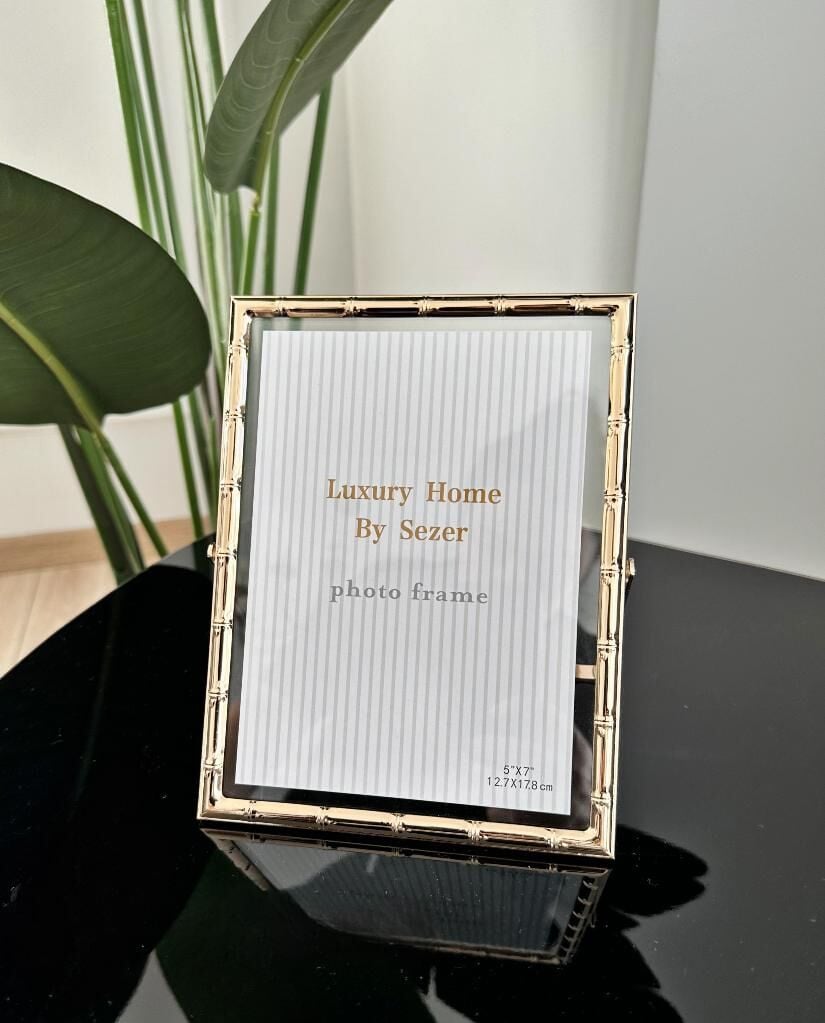 Luxury Home
By Sezer
photo frame
5"X7"
12.7X17.8cm